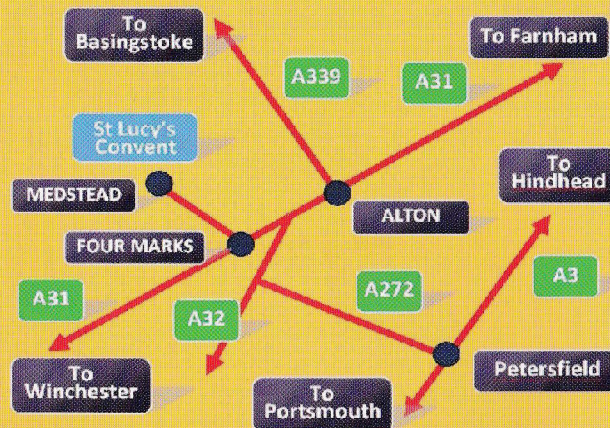 To
Basingstoke
To Farnham
A339
A31
St Lucy's
Convent
To
Hindhead
MEDSTEAD
ALTON
FOUR MARKS
A31
A32
A272
A3
To
Winchester
To
Portsmouth
Petersfield